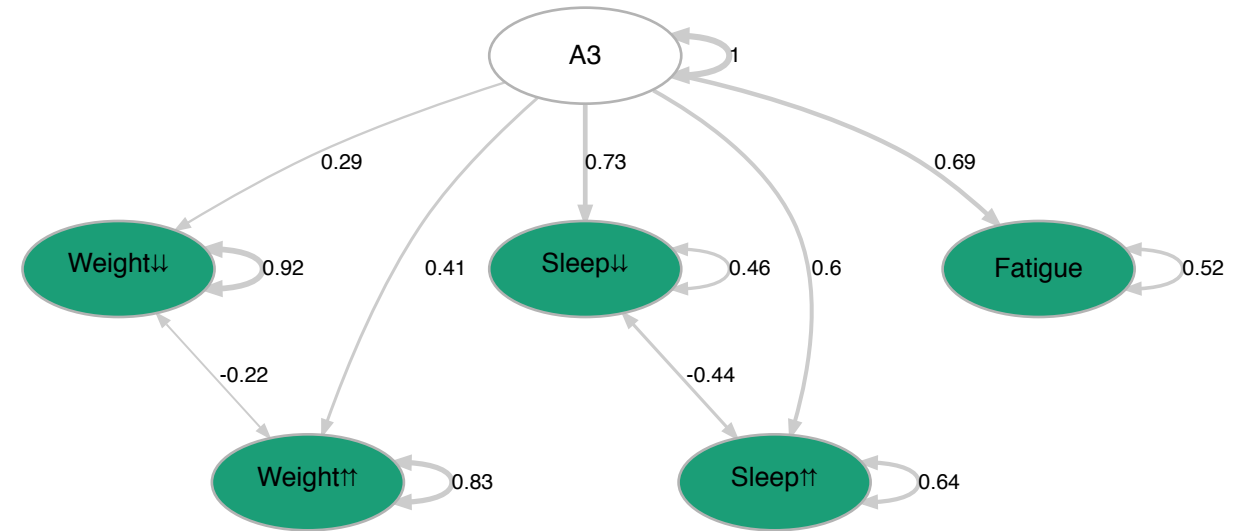 A3
1
0.29
0.73
0.69
Weight⇊
0.92
0.41
Sleep⇊
0.46
0.6
Fatigue
0.52
-0.22
-0.44
Weight⇈
0.83
Sleep⇈
0.64